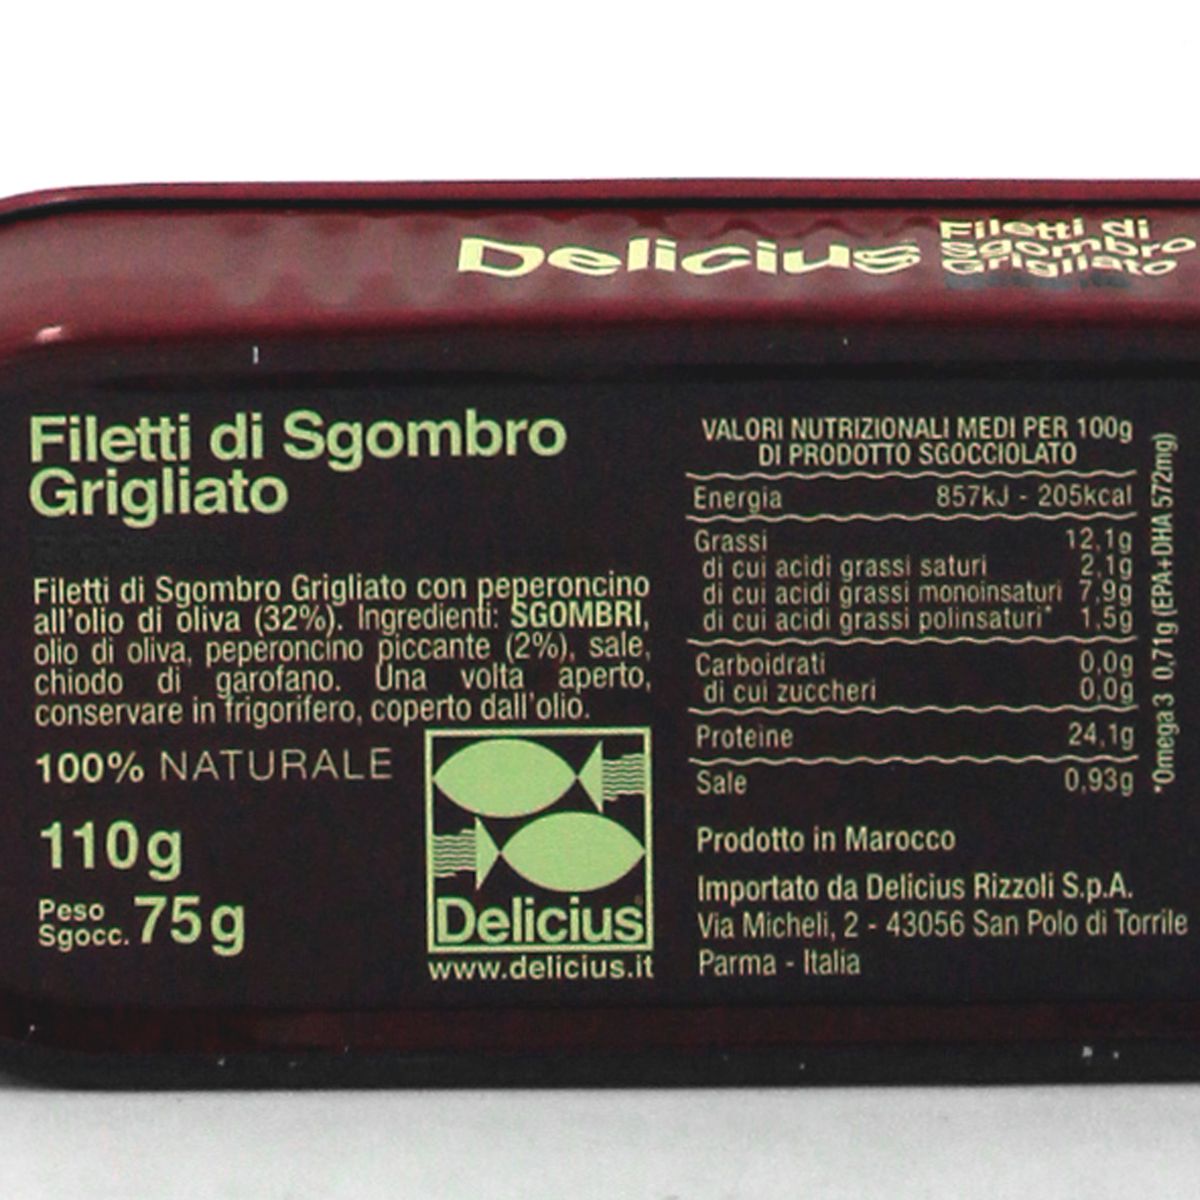 Delicius
Filetti di
Sgombro
Grigliato
Filetti di Sgombro
Grigliato
Filetti di Sgombro Grigliato con peperoncino
all'olio di oliva (32%). Ingredienti: SGOMBRI,
olio di oliva, peperoncino piccante (2%), sale,
chiodo di garofano. Una volta aperto,
conservare in frigorifero, coperto dall'olio.
100% NATURALE
110g
Peso
Sgocc. 75g
Delicius
www.delicius.it
VALORI NUTRIZIONALI MEDI PER 100g
DI PRODOTTO SGOCCIOLATO
Energia 857kJ - 205kcal
Grassi 12,1g
di cui acidi grassi saturi 2,1g
di cui acidi grassi monoinsaturi 7,9g
di cui acidi grassi polinsaturi* 1,5g
Carboidrati 0,0g
di cui zuccheri 0,0g
Proteine 24,1g
Sale 0,93g
*Omega 3 0,71g (EPA+DHA 572mg)
Prodotto in Marocco
Importato da Delicius Rizzoli S.p.A.
Via Micheli, 2 - 43056 San Polo di Torrile
Parma - Italia